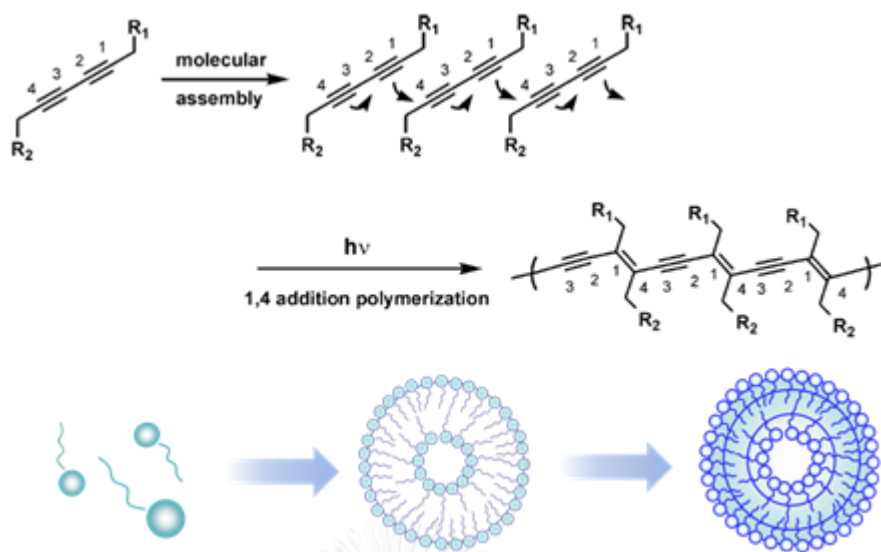 R1
1
2
3
4
R2
molecular
assembly
R1 R1 R1
2 1 2 1 2 1
4 3 4 3 4 3
R2 R2 R2
hν
1,4 addition polymerization
R1 R1 R1
3 2 1 4 3 2 1 4 3 2 1 4
R2 R2 R2